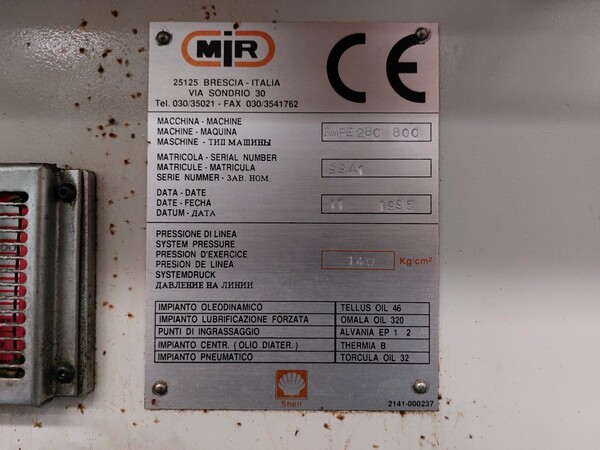 MIR
CE
25125 BRESCIA - ITALIA
VIA SONDRIO 30
Tel. 030/35021 - FAX 030/3541762
MACCHINA - MACHINE
MACHINE - MAQUINA
MASCHINE - ТИП МАШИНЫ
RMPE 280 800
MATRICOLA - SERIAL NUMBER
MATRICULE - MATRICULA
SERIE NUMMER - ЗАВ. НОМ.
DATA - DATE
DATE - FECHA
DATUM - ДАТА
11
PRESSIONE DI LINEA
SYSTEM PRESSURE
PRESSION D'EXERCICE
PRESION DE LINEA
SYSTEMDRUCK
ДАВЛЕНИЕ НА ЛИНИИ
140 Kg/cm²
IMPIANTO OLEODINAMICO TELLUS OIL 46
IMPIANTO LUBRIFICAZIONE FORZATA OMALA OIL 320
PUNTI DI INGRASSAGGIO ALVANIA EP 1 2
IMPIANTO CENTR. (OLIO DIATER.) THERMIA B
IMPIANTO PNEUMATICO TORCULA OIL 32
Shell
2141-000237